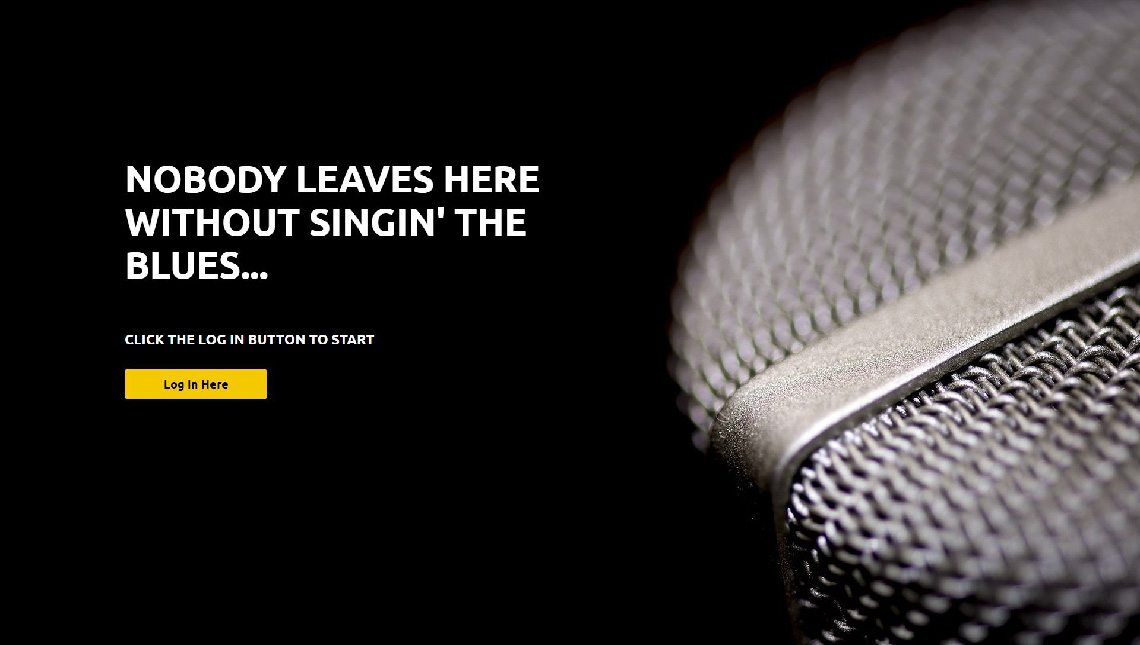 NOBODY LEAVES HERE
WITHOUT SINGIN' THE
BLUES...
CLICK THE LOG IN BUTTON TO START
Log In Here